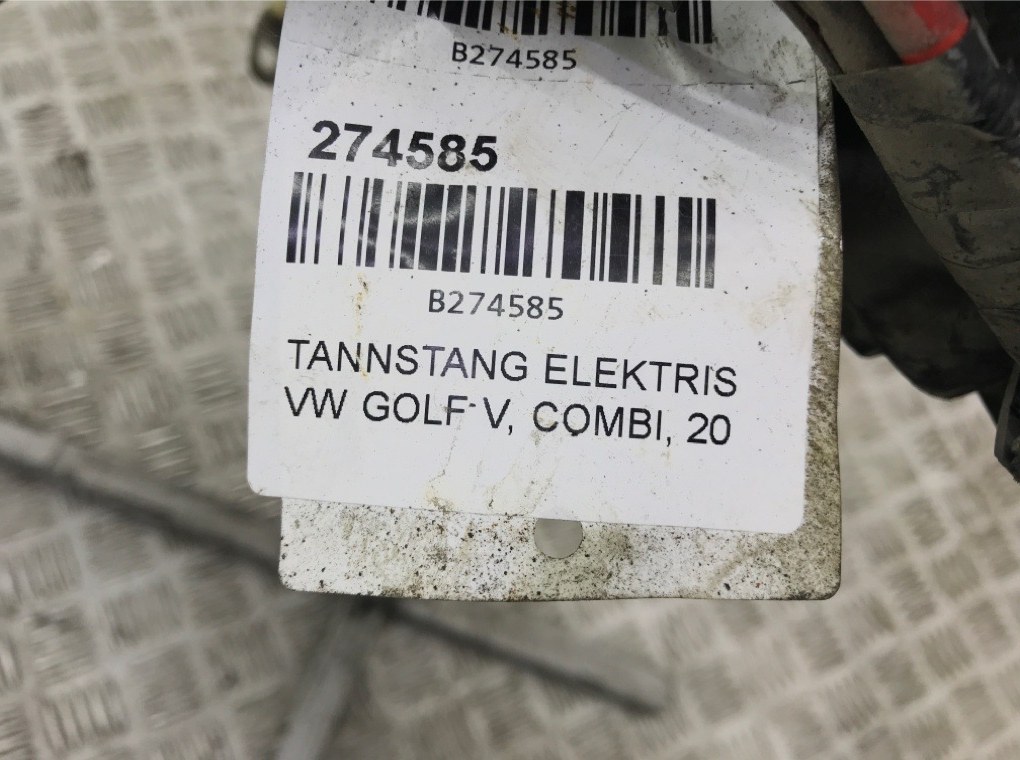 B274585
274585
B274585
TANNSTANG ELEKTRIS
VW GOLF V, COMBI, 20